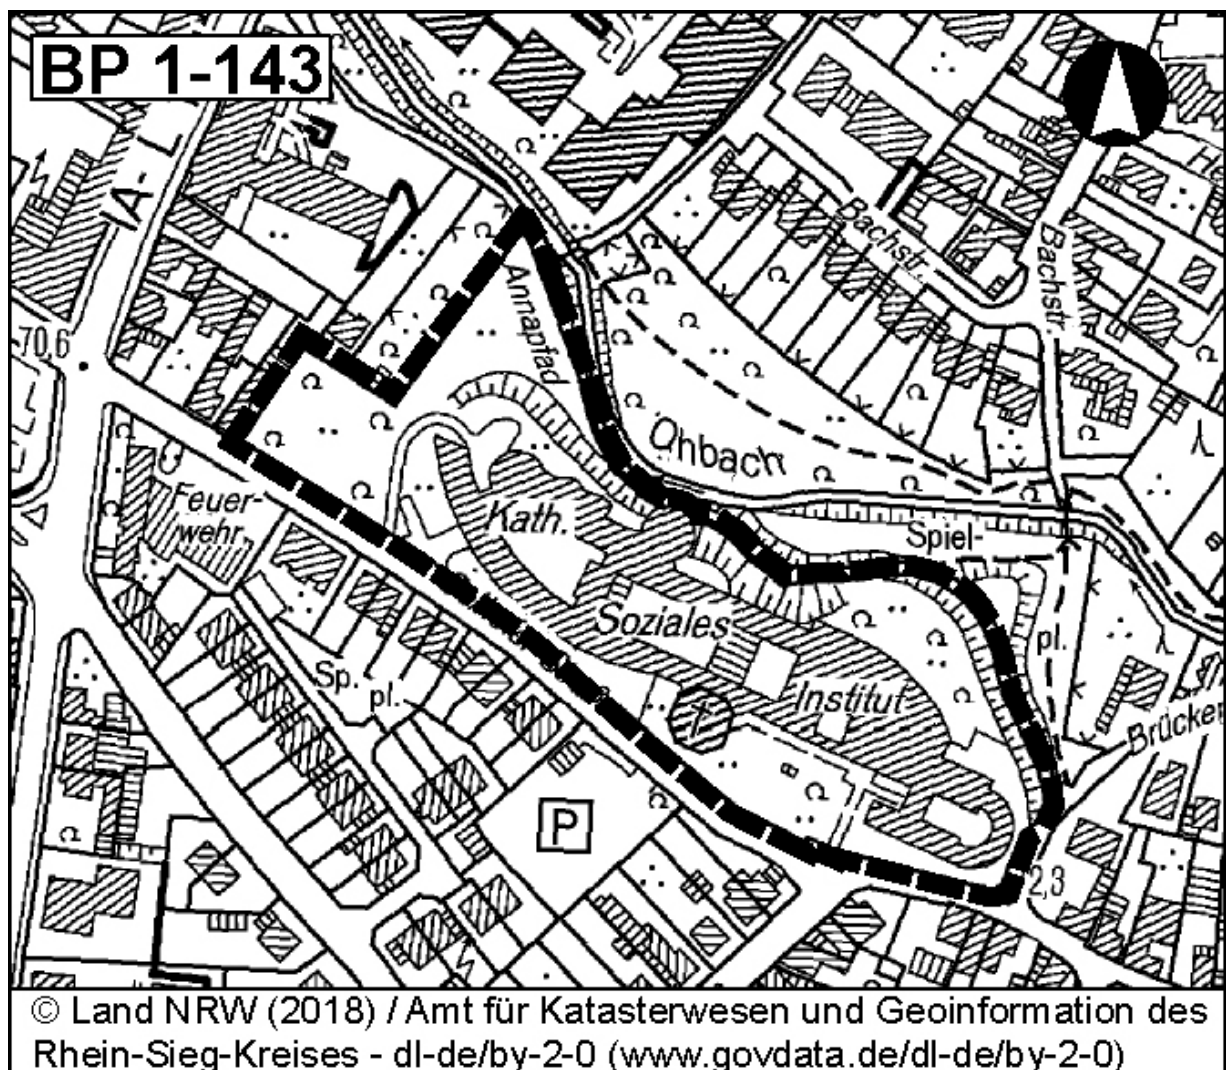 BP 1-143
70.6
Annapfad
Bachstr.
Bachstr.
Ohbach
Feuer-
wehr.
Kath.
Spiel-
pl.
Soziales
Institut
Sp. pl.
P
2,3
© Land NRW (2018) / Amt für Katasterwesen und Geoinformation des
Rhein-Sieg-Kreises - dl-de/by-2-0 (www.govdata.de/dl-de/by-2-0)